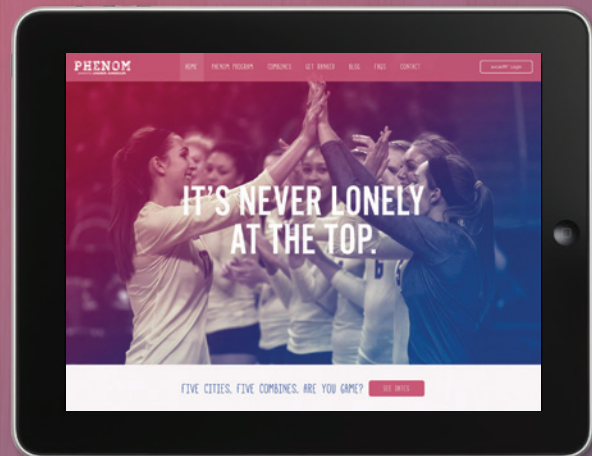 PHENOM
HOME PHENOM PROGRAM COMBINES GET RANKED BLOG FAQS CONTACT
IT'S NEVER LONELY
AT THE TOP.
FIVE CITIES. FIVE COMBINES. ARE YOU GAME? SEE DATES